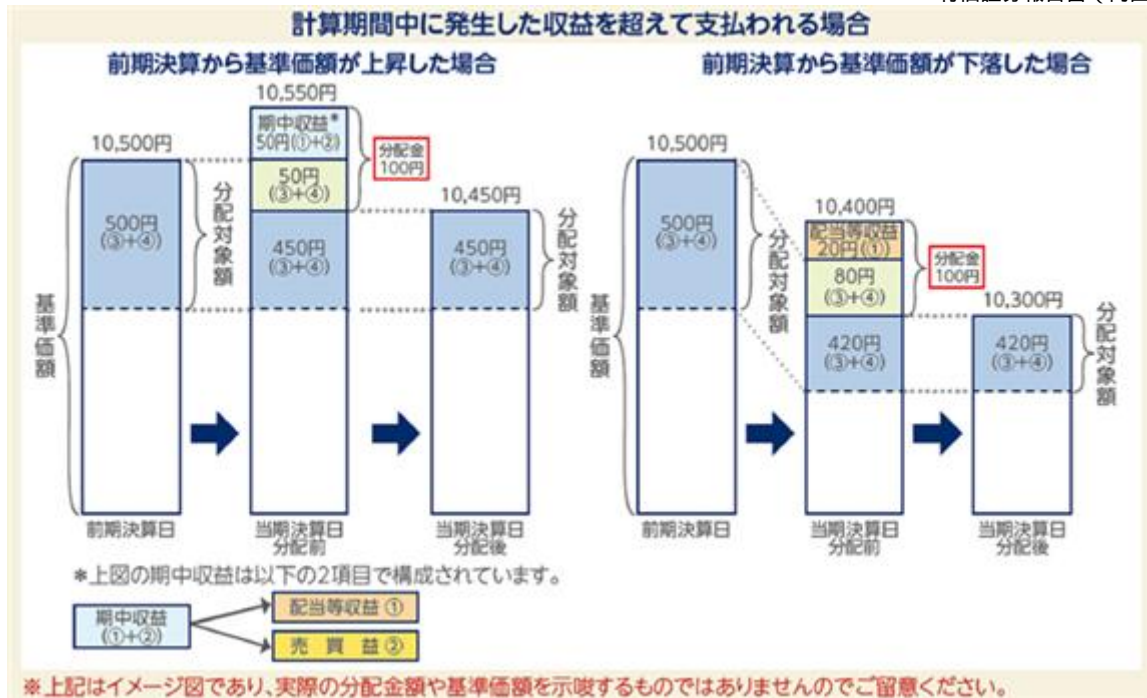 計算期間中に発生した収益を超えて支払われる場合
前期決算から基準価額が上昇した場合
10,550円
10,500円
期中収益*
50円(①+②)
分配金
100円
50円
(③+④)
10,450円
500円
(③+④)
分配対象額
450円
(③+④)
450円
(③+④)
分配対象額
基準価額
前期決算日
当期決算日
分配前
当期決算日
分配後
*上図の期中収益は以下の2項目で構成されています。
期中収益
(①+②)
配当等収益 ①
売 買 益 ②
前期決算から基準価額が下落した場合
10,500円
10,400円
配当等収益
20円(①)
分配金
100円
500円
(③+④)
分配対象額
80円
(③+④)
10,300円
420円
(③+④)
420円
(③+④)
分配対象額
基準価額
前期決算日
当期決算日
分配前
当期決算日
分配後
※上記はイメージ図であり、実際の分配金額や基準価額を示唆するものではありませんのでご留意ください。